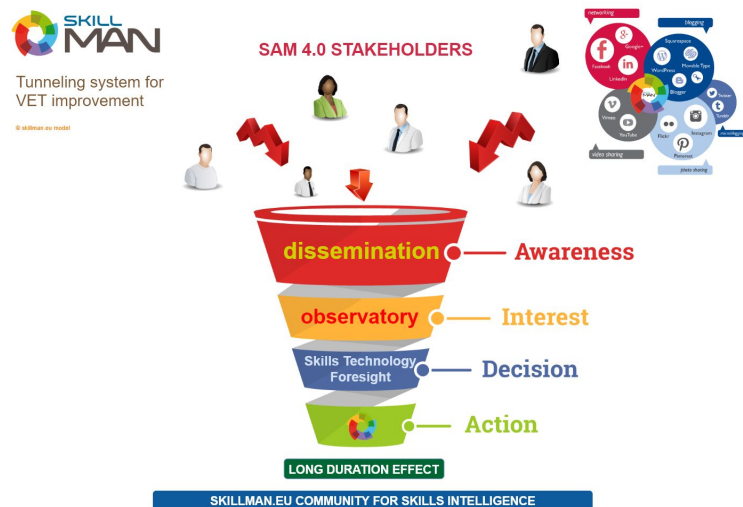 SKILL
MAN
Tunneling system for
VET improvement
© skillman.eu model
SAM 4.0 STAKEHOLDERS
networking
Google+
Facebook
LinkedIn
blogging
Squarespace
WordPress
Movable Type
Blogger
Twitter
Tumblr
Vimeo
YouTube
video sharing
Flickr
Instagram
Pinterest
photo sharing
dissemination
Awareness
observatory
Interest
Skills Technology
Foresight
Decision
Action
LONG DURATION EFFECT
SKILLMAN.EU COMMUNITY FOR SKILLS INTELLIGENCE